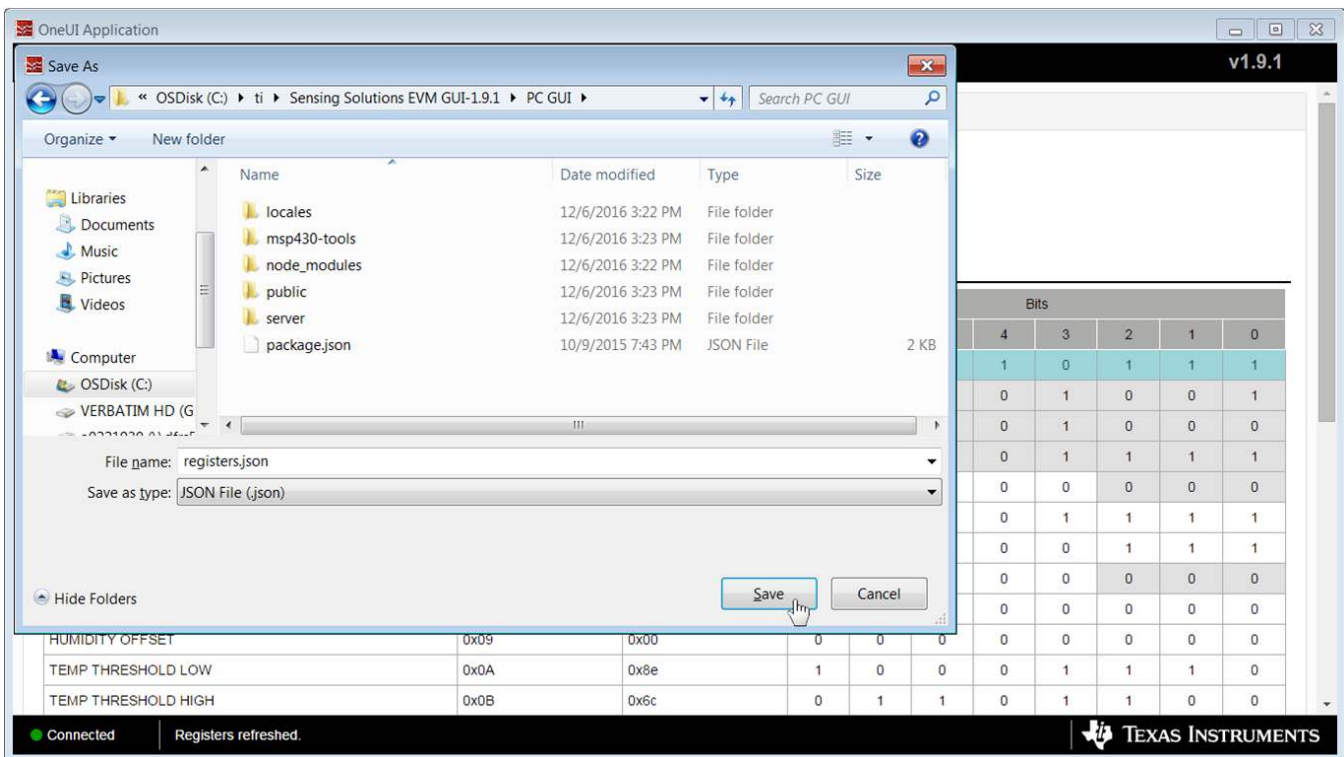 OneUI Application
v1.9.1
Save As
« OSDisk (C:) ▸ ti ▸ Sensing Solutions EVM GUI-1.9.1 ▸ PC GUI ▸
Search PC GUI
Organize New folder
Name Date modified Type Size
Libraries
Documents
Music
Pictures
Videos
Computer
OSDisk (C:)
VERBATIM HD (G
locales 12/6/2016 3:22 PM File folder
msp430-tools 12/6/2016 3:23 PM File folder
node_modules 12/6/2016 3:22 PM File folder
public 12/6/2016 3:23 PM File folder
server 12/6/2016 3:23 PM File folder
package.json 10/9/2015 7:43 PM JSON File 2 KB
File name: registers.json
Save as type: JSON File (.json)
Hide Folders
Save Cancel
Bits
4 3 2 1 0
1 0 1 1 1
0 1 0 0 1
0 1 0 0 0
0 1 1 1 1
0 0 0 0 0
0 1 1 1 1
0 0 1 1 1
0 0 0 0 0
0 0 0 0 0
HUMIDITY OFFSET 0x09 0x00 0 0 0 0 0 0 0 0
TEMP THRESHOLD LOW 0x0A 0x8e 1 0 0 0 1 1 1 0
TEMP THRESHOLD HIGH 0x0B 0x6c 0 1 1 0 1 1 0 0
Connected Registers refreshed.
TEXAS INSTRUMENTS